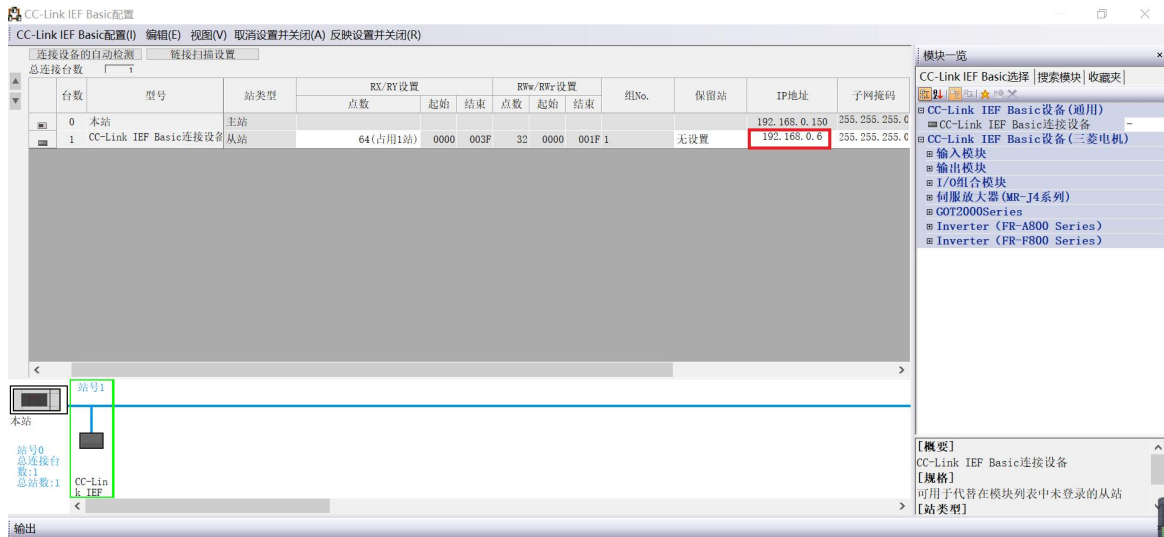 CC-Link IEF Basic配置
CC-Link IEF Basic配置(I) 编辑(E) 视图(V) 取消设置并关闭(A) 反映设置并关闭(R)
连接设备的自动检测 链接扫描设置
总连接台数 1
台数 型号 站类型 RX/RY设置 RWw/RWr设置 组No. 保留站 IP地址 子网掩码
点数 起始 结束 点数 起始 结束
0 本站 主站 192.168.0.150 255.255.255.0
1 CC-Link IEF Basic连接设备 从站 64(占用1站) 0000 003F 32 0000 001F 1 无设置 192.168.0.6 255.255.255.0
站号1
本站
站号0
总连接台
数:1
总站数:1
CC-Lin
k IEF
模块一览
CC-Link IEF Basic选择 搜索模块 收藏夹
CC-Link IEF Basic设备(通用)
CC-Link IEF Basic连接设备 -
CC-Link IEF Basic设备(三菱电机)
输入模块
输出模块
I/O组合模块
伺服放大器(MR-J4系列)
GOT2000Series
Inverter (FR-A800 Series)
Inverter (FR-F800 Series)
[概要]
CC-Link IEF Basic连接设备
[规格]
可用于代替在模块列表中未登录的从站
[站类型]
输出